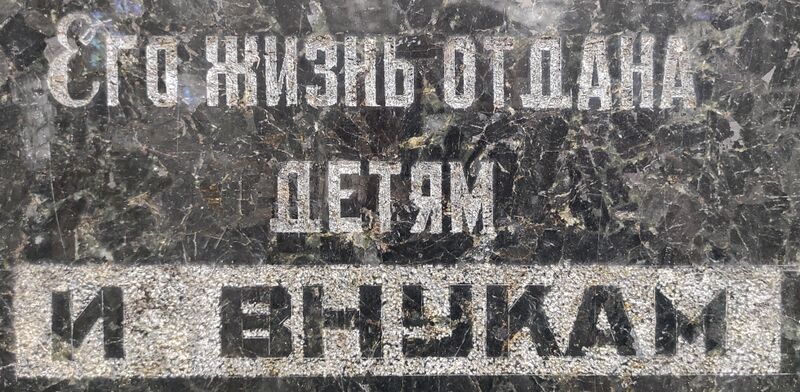 Его жизнь отдана
детям
и внукам